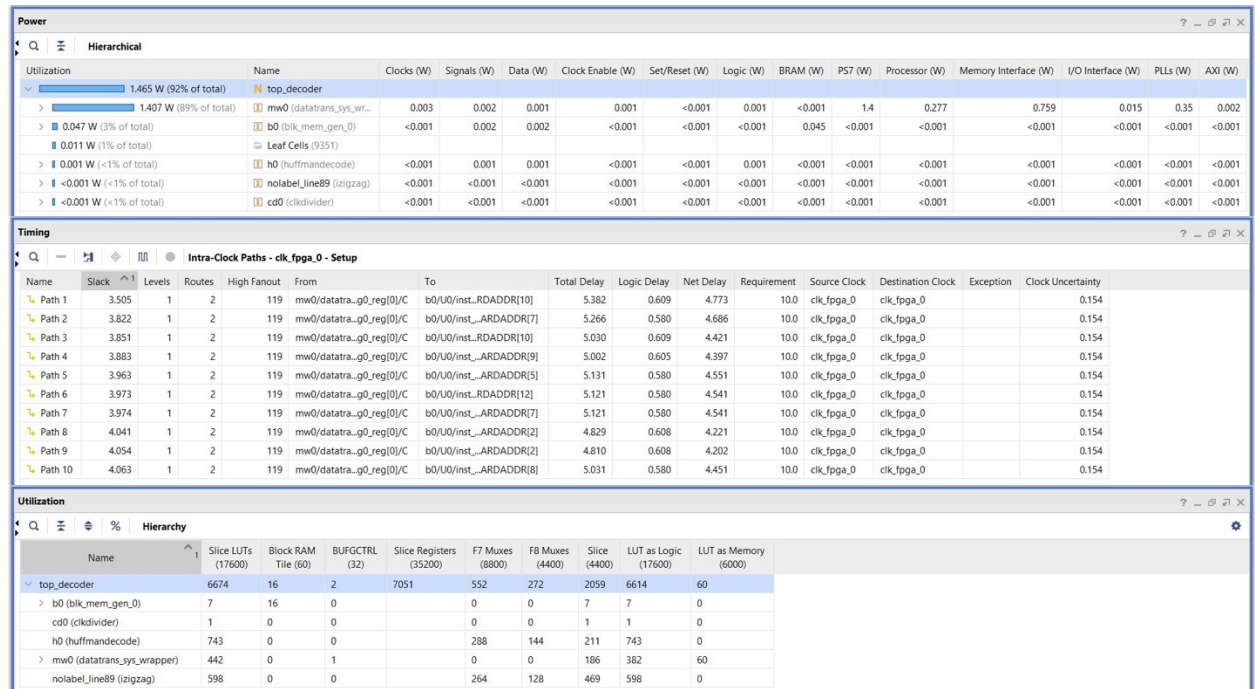 Power
Hierarchical
Utilization Name Clocks (W) Signals (W) Data (W) Clock Enable (W) Set/Reset (W) Logic (W) BRAM (W) PS7 (W) Processor (W) Memory Interface (W) I/O Interface (W) PLLs (W) AXI (W)
1.465 W (92% of total) N top_decoder
1.407 W (89% of total) mw0 (datatrans_sys_wr... 0.003 0.002 0.001 0.001 <0.001 0.001 <0.001 1.4 0.277 0.759 0.015 0.35 0.002
0.047 W (3% of total) b0 (blk_mem_gen_0) <0.001 0.002 0.002 <0.001 <0.001 <0.001 0.045 <0.001 <0.001 <0.001 <0.001 <0.001 <0.001
0.011 W (1% of total) Leaf Cells (9351)
0.001 W (<1% of total) h0 (huffmandecode) <0.001 0.001 0.001 <0.001 <0.001 0.001 <0.001 <0.001 <0.001 <0.001 <0.001 <0.001 <0.001
<0.001 W (<1% of total) nolabel_line89 (izigzag) <0.001 <0.001 <0.001 <0.001 <0.001 <0.001 <0.001 <0.001 <0.001 <0.001 <0.001 <0.001 <0.001
<0.001 W (<1% of total) cd0 (clkdivider) <0.001 <0.001 <0.001 <0.001 <0.001 <0.001 <0.001 <0.001 <0.001 <0.001 <0.001 <0.001 <0.001
Timing
Intra-Clock Paths - clk_fpga_0 - Setup
Name Slack 1 Levels Routes High Fanout From To Total Delay Logic Delay Net Delay Requirement Source Clock Destination Clock Exception Clock Uncertainty
Path 1 3.505 1 2 119 mw0/datatra...g0_reg[0]/C b0/U0/inst...RDADDR[10] 5.382 0.609 4.773 10.0 clk_fpga_0 clk_fpga_0 0.154
Path 2 3.822 1 2 119 mw0/datatra...g0_reg[0]/C b0/U0/inst_...ARDADDR[7] 5.266 0.580 4.686 10.0 clk_fpga_0 clk_fpga_0 0.154
Path 3 3.851 1 2 119 mw0/datatra...g0_reg[0]/C b0/U0/inst...RDADDR[10] 5.030 0.609 4.421 10.0 clk_fpga_0 clk_fpga_0 0.154
Path 4 3.883 1 2 119 mw0/datatra...g0_reg[0]/C b0/U0/inst_...ARDADDR[9] 5.002 0.605 4.397 10.0 clk_fpga_0 clk_fpga_0 0.154
Path 5 3.963 1 2 119 mw0/datatra...g0_reg[0]/C b0/U0/inst_...ARDADDR[5] 5.131 0.580 4.551 10.0 clk_fpga_0 clk_fpga_0 0.154
Path 6 3.973 1 2 119 mw0/datatra...g0_reg[0]/C b0/U0/inst...RDADDR[12] 5.121 0.580 4.541 10.0 clk_fpga_0 clk_fpga_0 0.154
Path 7 3.974 1 2 119 mw0/datatra...g0_reg[0]/C b0/U0/inst_...ARDADDR[7] 5.121 0.580 4.541 10.0 clk_fpga_0 clk_fpga_0 0.154
Path 8 4.041 1 2 119 mw0/datatra...g0_reg[0]/C b0/U0/inst_...ARDADDR[2] 4.829 0.608 4.221 10.0 clk_fpga_0 clk_fpga_0 0.154
Path 9 4.054 1 2 119 mw0/datatra...g0_reg[0]/C b0/U0/inst_...ARDADDR[2] 4.810 0.608 4.202 10.0 clk_fpga_0 clk_fpga_0 0.154
Path 10 4.063 1 2 119 mw0/datatra...g0_reg[0]/C b0/U0/inst_...ARDADDR[8] 5.031 0.580 4.451 10.0 clk_fpga_0 clk_fpga_0 0.154
Utilization
% Hierarchy
Name 1 Slice LUTs (17600) Block RAM Tile (60) BUFGCTRL (32) Slice Registers (35200) F7 Muxes (8800) F8 Muxes (4400) Slice (4400) LUT as Logic (17600) LUT as Memory (6000)
top_decoder 6674 16 2 7051 552 272 2059 6614 60
b0 (blk_mem_gen_0) 7 16 0 0 0 7 7 0
cd0 (clkdivider) 1 0 0 0 0 1 1 0
h0 (huffmandecode) 743 0 0 288 144 211 743 0
mw0 (datatrans_sys_wrapper) 442 0 1 0 0 186 382 60
nolabel_line89 (izigzag) 598 0 0 264 128 469 598 0